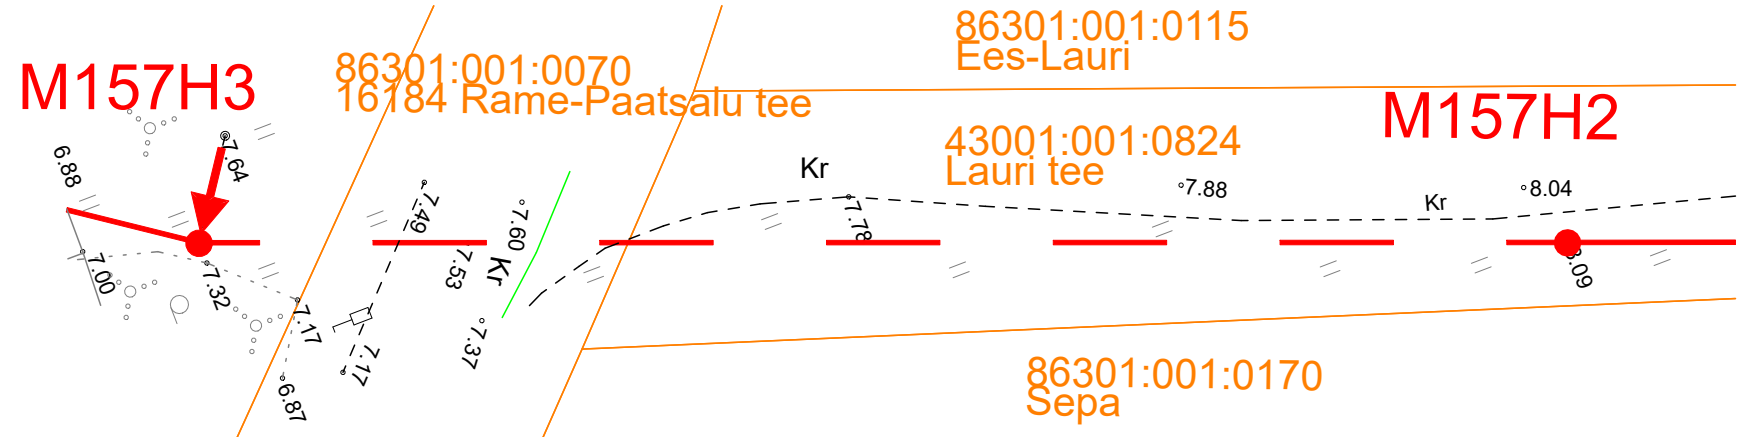 86301:001:0115
Ees-Lauri
M157H3
86301:001:0070
16184 Rame-Paatsalu tee
M157H2
43001:001:0824
Lauri tee
7.64
6.88
Kr
7.88
8.04
7.49
7.60
7.78
Kr
7.53
Kr
7.00
7.32
8.09
7.17
7.37
7.17
6.87
86301:001:0170
Sepa